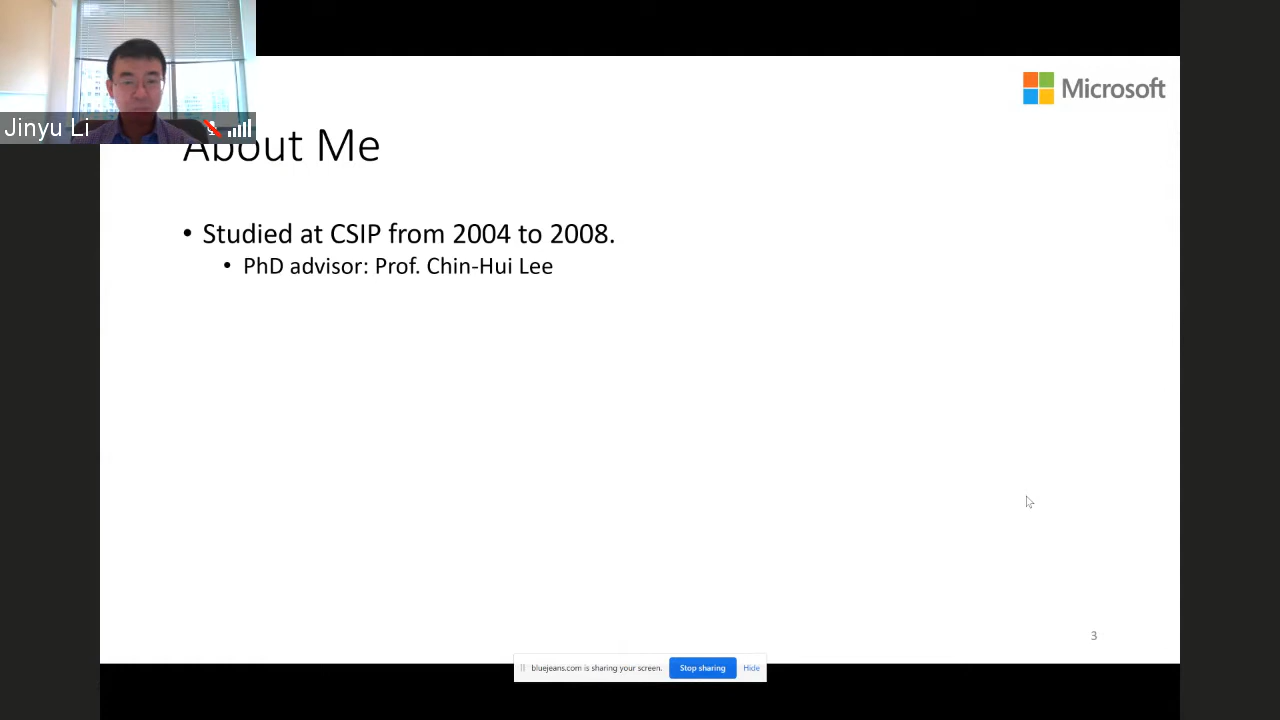 Jinyu Li
Microsoft
About Me
• Studied at CSIP from 2004 to 2008.
• PhD advisor: Prof. Chin-Hui Lee
3
bluejeans.com is sharing your screen. Stop sharing Hide